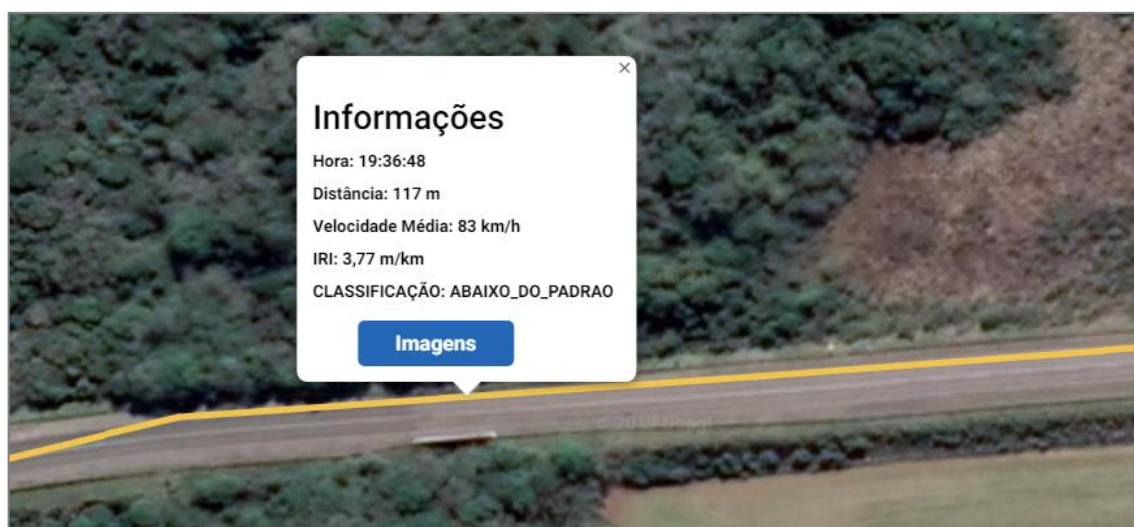 ×
Informações
Hora: 19:36:48
Distância: 117 m
Velocidade Média: 83 km/h
IRI: 3,77 m/km
CLASSIFICAÇÃO: ABAIXO_DO_PADRAO
Imagens